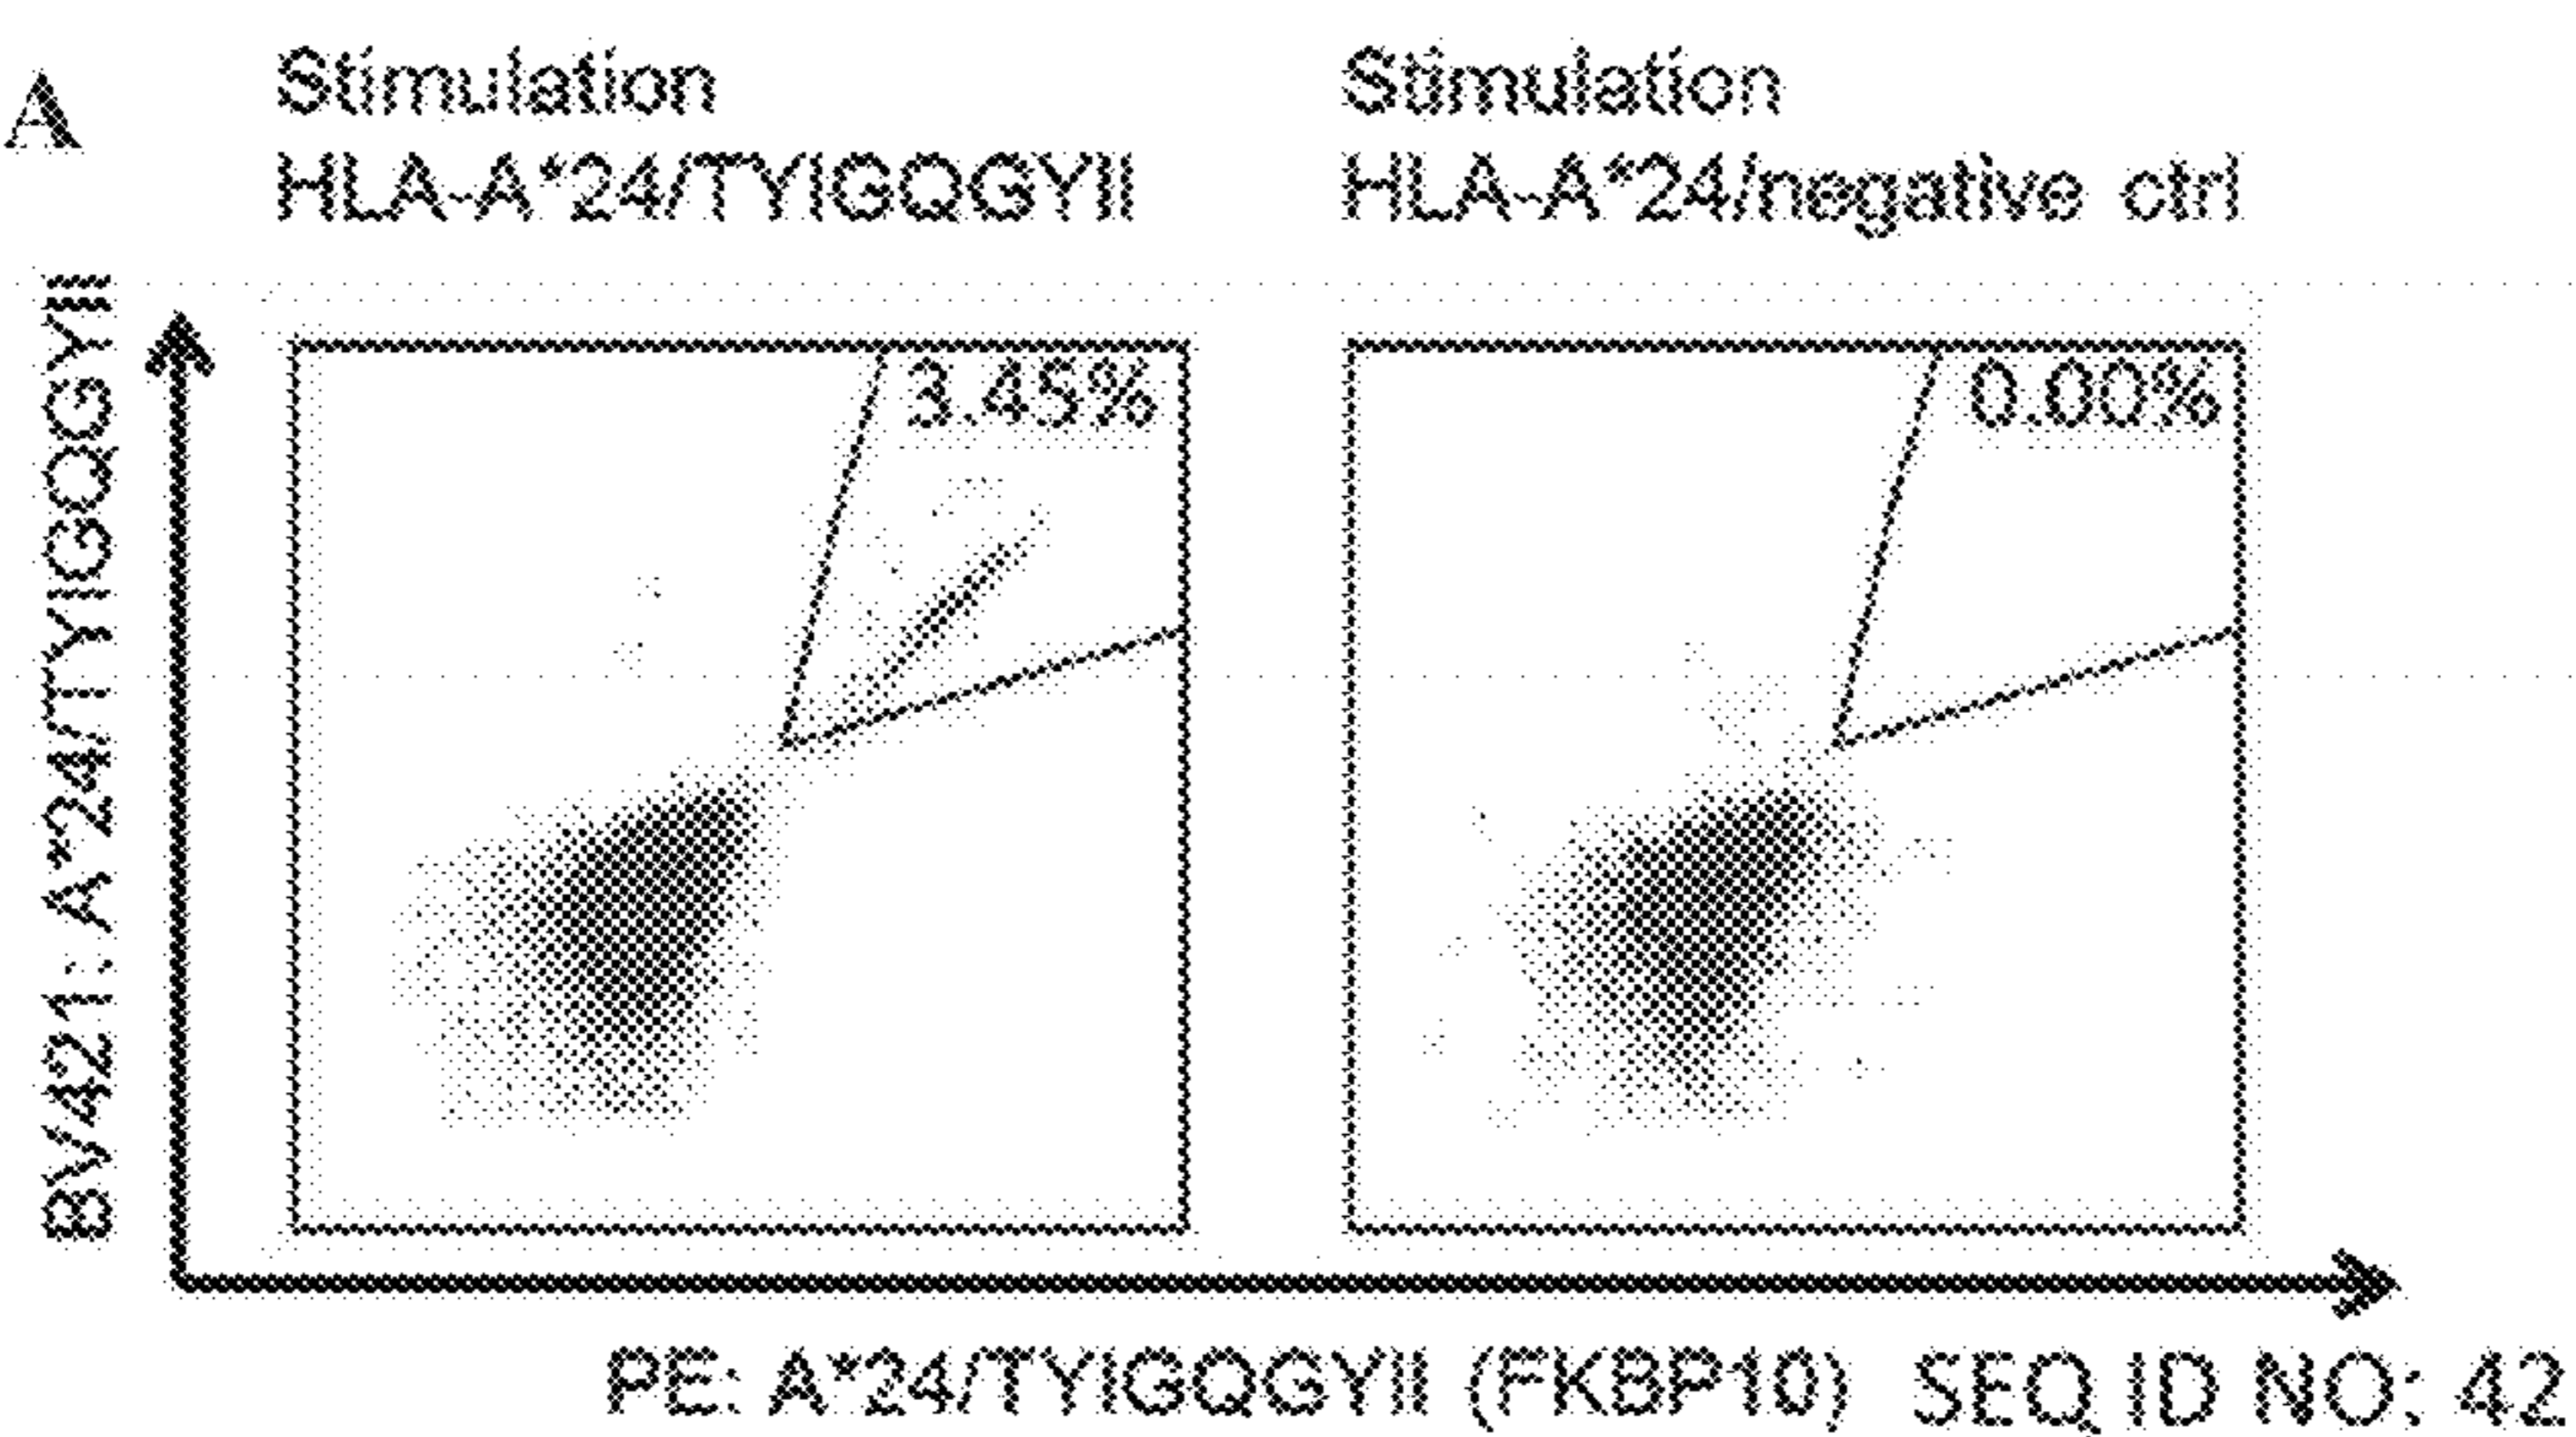 A
Stimulation
HLA-A*24/TYIGQGYII
Stimulation
HLA-A*24/negative ctrl
BV421: A*24/TYIGQGYII
3.45%
0.00%
PE: A*24/TYIGQGYII (FKBP10) SEQ ID NO: 42